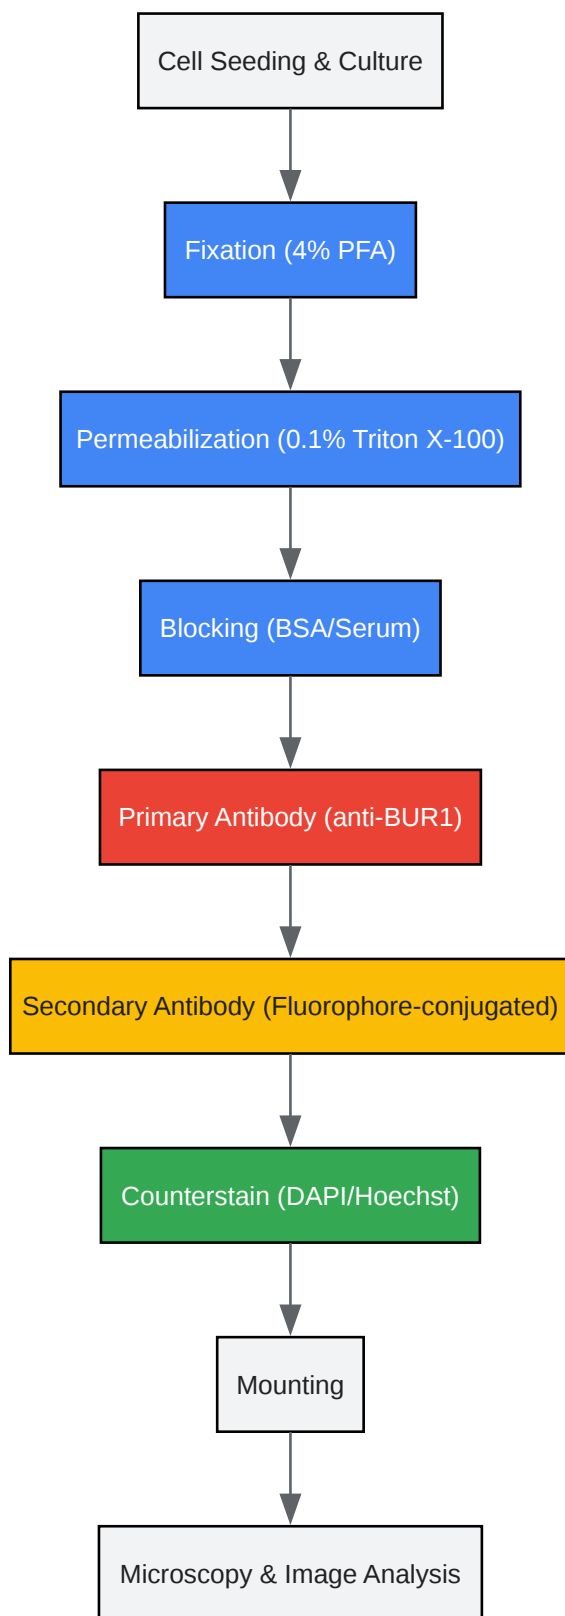 Cell Seeding & Culture
Fixation (4% PFA)
Permeabilization (0.1% Triton X-100)
Blocking (BSA/Serum)
Primary Antibody (anti-BUR1)
Secondary Antibody (Fluorophore-conjugated)
Counterstain (DAPI/Hoechst)
Mounting
Microscopy & Image Analysis